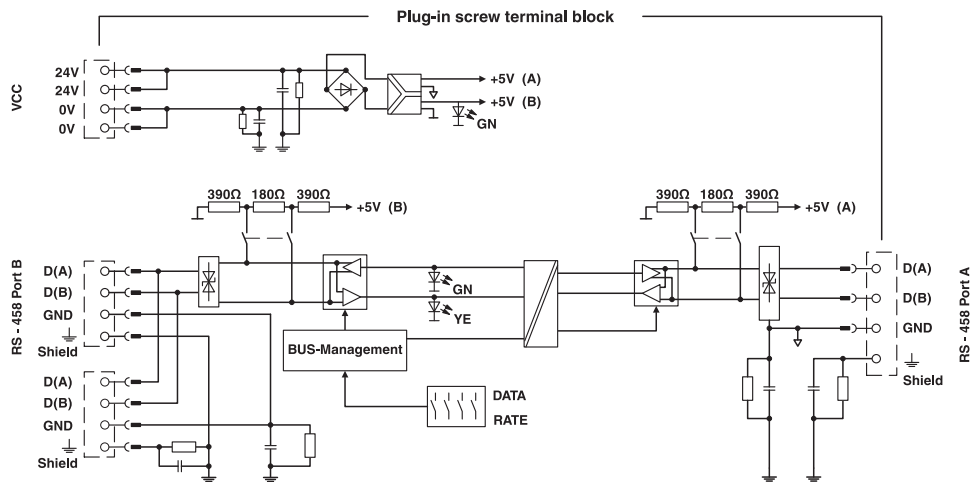 Plug-in screw terminal block
VCC
24V
24V
0V
0V
+5V (A)
+5V (B)
GN
390Ω 180Ω 390Ω
+5V (B)
390Ω 180Ω 390Ω
+5V (A)
RS - 458 Port B
D(A)
D(B)
GND
Shield
D(A)
D(B)
GND
Shield
GN
YE
BUS-Management
DATA
RATE
D(A)
D(B)
GND
Shield
RS - 458 Port A